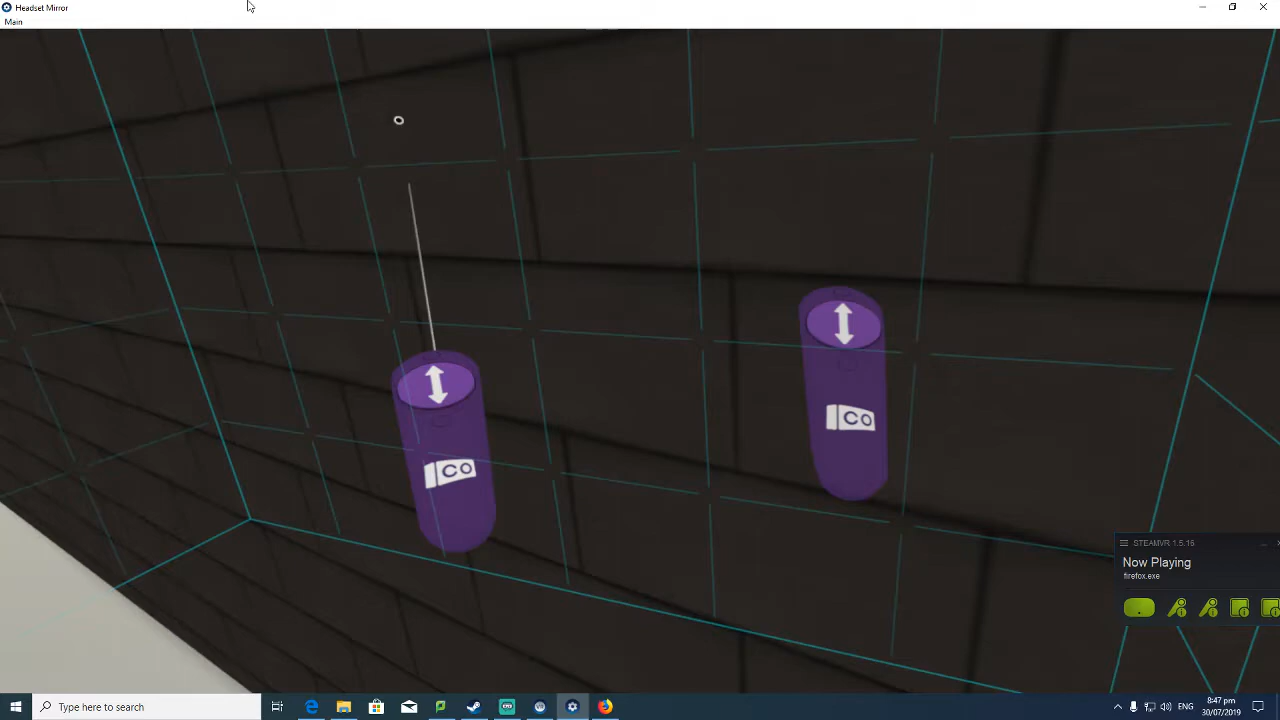 Headset Mirror
Main
CO
CO
STEAMVR 1.5.15
Now Playing
firefox.exe
Type here to search
ENG
8:47 pm
30/07/2019